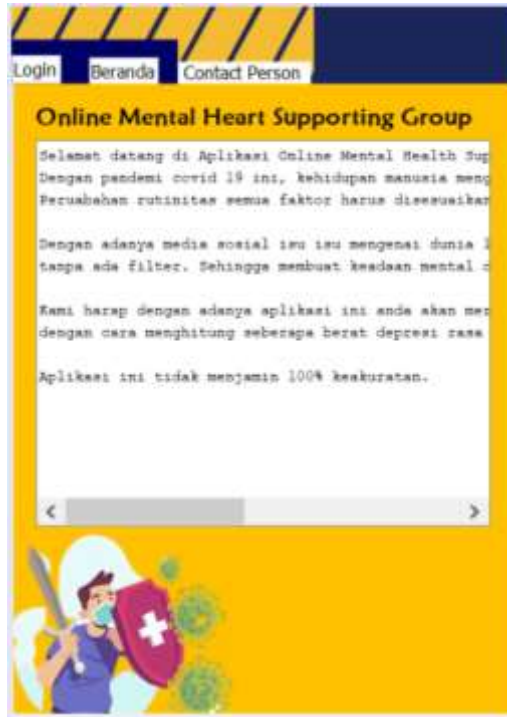 Login Beranda Contact Person
Online Mental Heart Supporting Group
Selamat datang di Aplikasi Online Mental Health Sup
Dengan pandemi covid 19 ini, kehidupan manusia meng
Peruabahan rutinitas semua faktor harus disesuaikan
Dengan adanya media sosial isu isu mengenai dunia
tanpa ada filter. Sehingga membuat keadaan mental
Kami harap dengan adanya aplikasi ini anda akan
dengan cara menghitung seberapa berat depresi rasa
Aplikasi ini tidak menjamin 100% keakuratan.